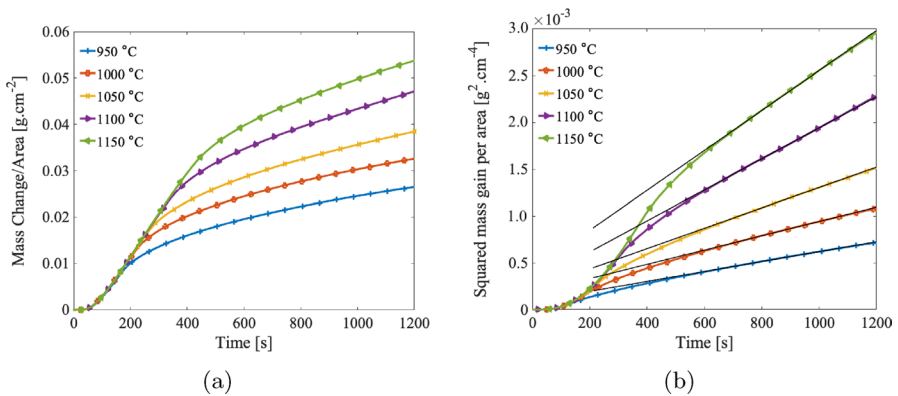 0.06
0.05
0.04
0.03
0.02
0.01
0
Mass Change/Area [g.cm⁻²]
950 °C
1000 °C
1050 °C
1100 °C
1150 °C
0 200 400 600 800 1000 1200
Time [s]
(a)
3.0 ×10⁻³
2.5
2.0
1.5
1.0
0.5
0.0
Squared mass gain per area [g².cm⁻⁴]
950 °C
1000 °C
1050 °C
1100 °C
1150 °C
0 200 400 600 800 1000 1200
Time [s]
(b)